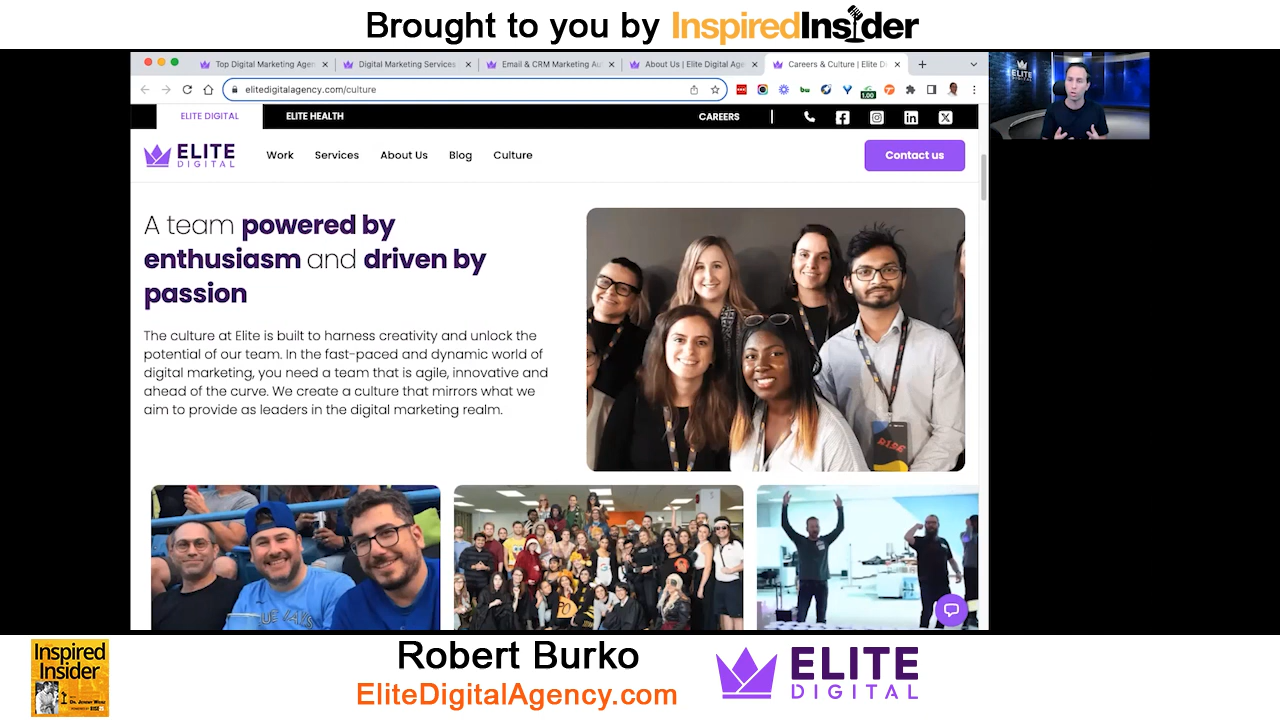 Brought to you by InspiredInsider
Top Digital Marketing Agen
Digital Marketing Services
Email & CRM Marketing Au
About Us | Elite Digital Age
Careers & Culture | Elite D
elitedigitalagency.com/culture
1.00
ELITE DIGITAL
ELITE HEALTH
CAREERS
ELITE
DIGITAL
Work
Services
About Us
Blog
Culture
Contact us
A team powered by
enthusiasm and driven by
passion
The culture at Elite is built to harness creativity and unlock the
potential of our team. In the fast-paced and dynamic world of
digital marketing, you need a team that is agile, innovative and
ahead of the curve. We create a culture that mirrors what we
aim to provide as leaders in the digital marketing realm.
RISE
ELITE
Inspired
Insider
Robert Burko
EliteDigitalAgency.com
ELITE
DIGITAL